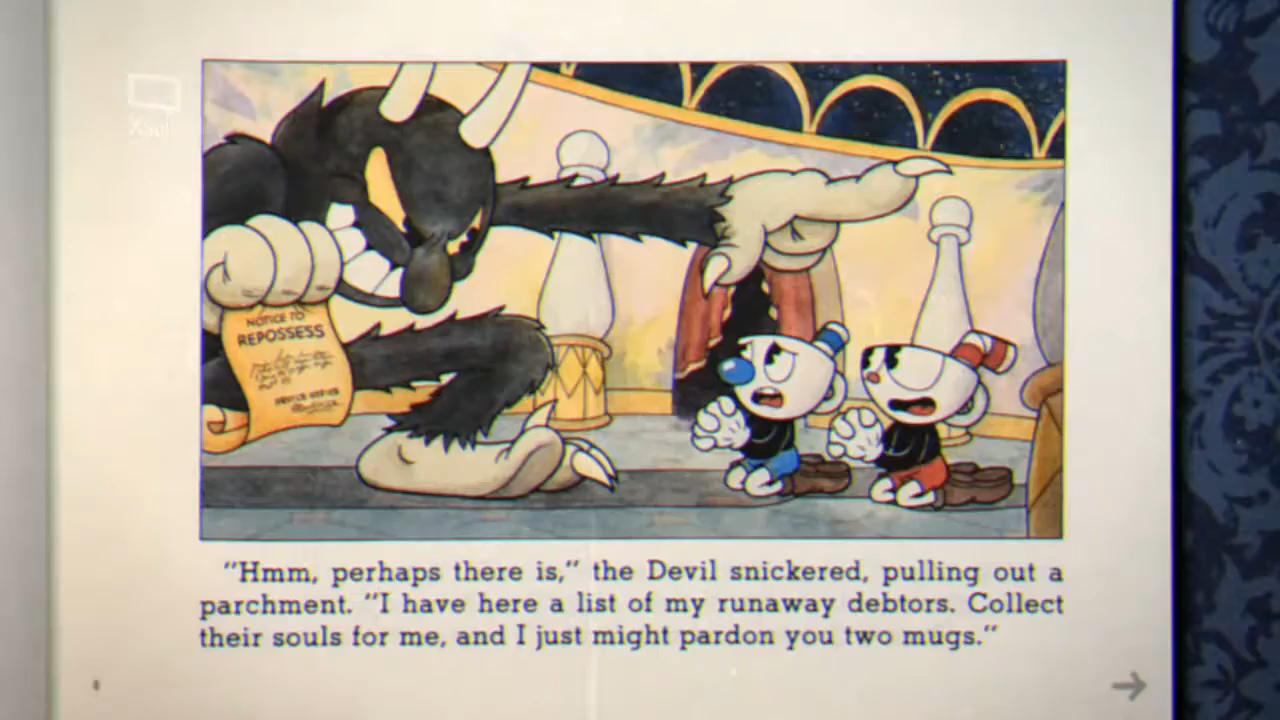 NOTICE TO
REPOSSESS
"Hmm, perhaps there is," the Devil snickered, pulling out a
parchment. "I have here a list of my runaway debtors. Collect
their souls for me, and I just might pardon you two mugs."